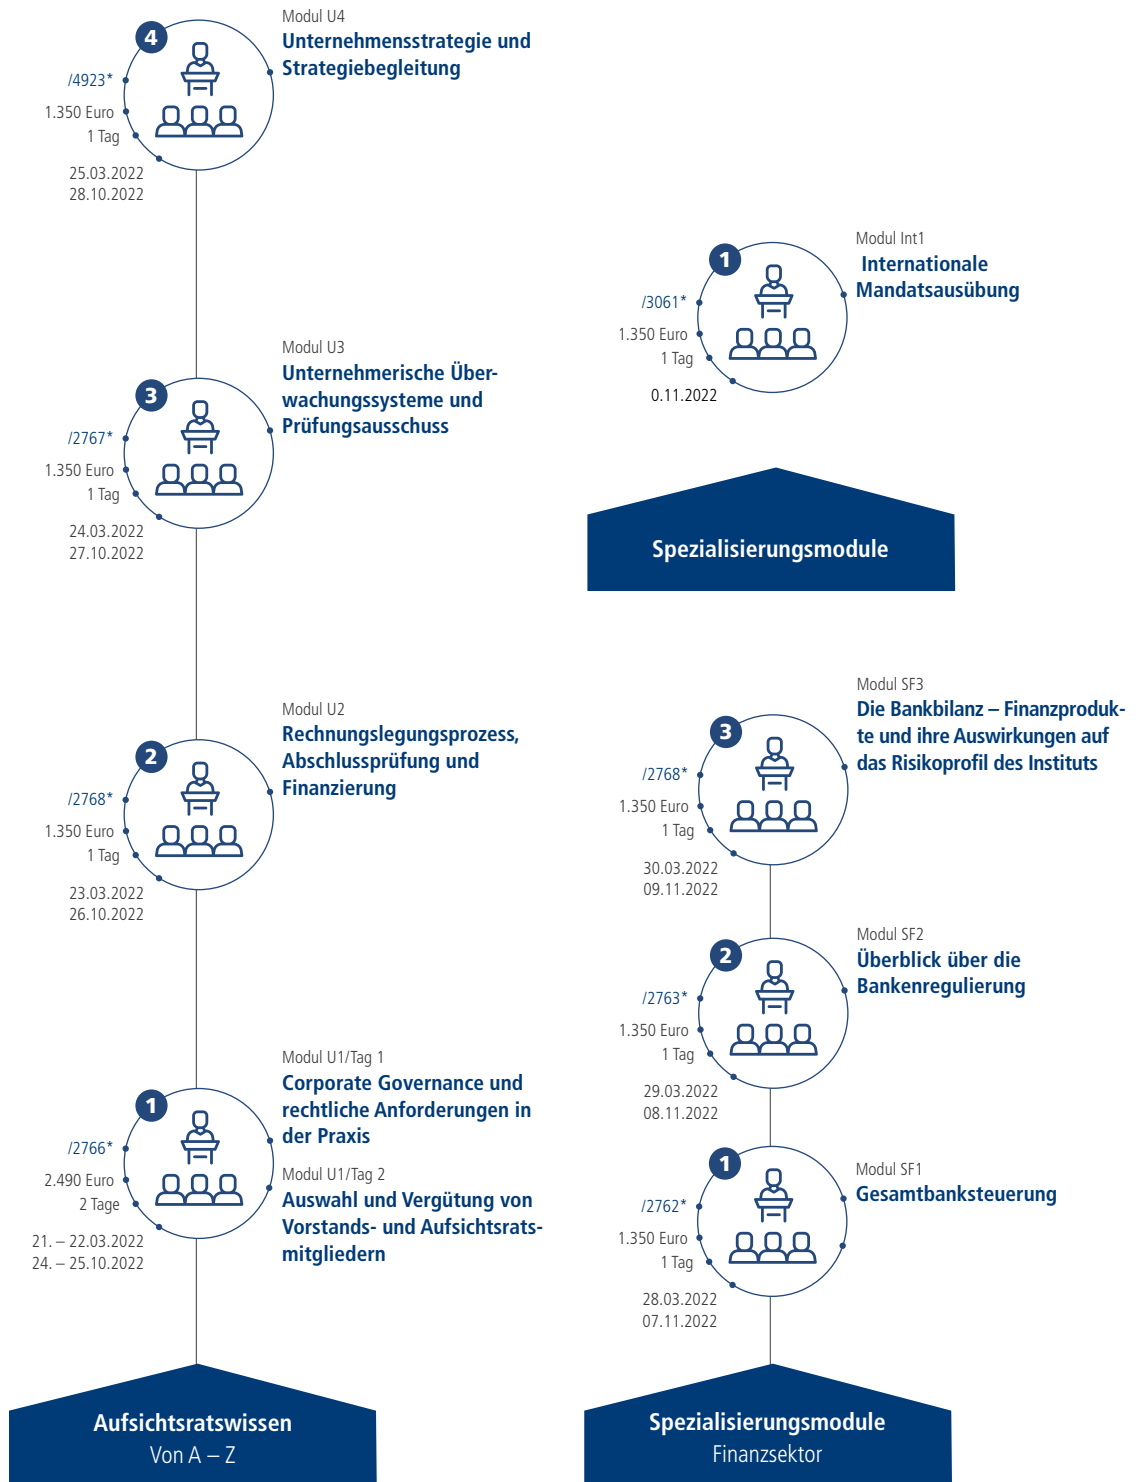 4
Modul U4
Unternehmensstrategie und
Strategiebegleitung
/4923*
1.350 Euro
1 Tag
25.03.2022
28.10.2022
3
Modul U3
Unternehmerische Über-
wachungssysteme und
Prüfungsausschuss
/2767*
1.350 Euro
1 Tag
24.03.2022
27.10.2022
2
Modul U2
Rechnungslegungsprozess,
Abschlussprüfung und
Finanzierung
/2768*
1.350 Euro
1 Tag
23.03.2022
26.10.2022
1
Modul U1/Tag 1
Corporate Governance und
rechtliche Anforderungen in
der Praxis
Modul U1/Tag 2
Auswahl und Vergütung von
Vorstands- und Aufsichtsrats-
mitgliedern
/2766*
2.490 Euro
2 Tage
21. – 22.03.2022
24. – 25.10.2022
Aufsichtsratswissen
Von A – Z
1
Modul Int1
Internationale
Mandatsausübung
/3061*
1.350 Euro
1 Tag
0.11.2022
Spezialisierungsmodule
3
Modul SF3
Die Bankbilanz – Finanzproduk-
te und ihre Auswirkungen auf
das Risikoprofil des Instituts
/2768*
1.350 Euro
1 Tag
30.03.2022
09.11.2022
2
Modul SF2
Überblick über die
Bankenregulierung
/2763*
1.350 Euro
1 Tag
29.03.2022
08.11.2022
1
Modul SF1
Gesamtbanksteuerung
/2762*
1.350 Euro
1 Tag
28.03.2022
07.11.2022
Spezialisierungsmodule
Finanzsektor